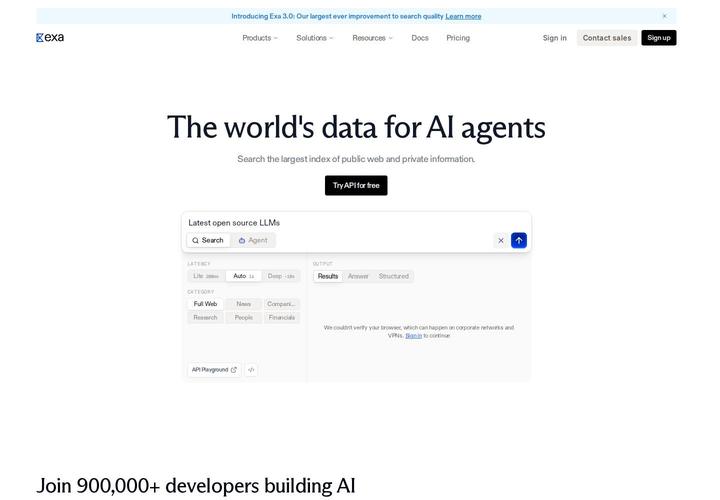 Introducing Exa 3.0: Our largest ever improvement to search quality Learn more
exa
Products
Solutions
Resources
Docs
Pricing
Sign in
Contact sales
Sign up
The world's data for AI agents
Search the largest index of public web and private information.
Try API for free
Latest open source LLMs
Search
Agent
LATENCY
Lite
Auto 1s
Deep
CATEGORY
Full Web
News
Compani...
Research
People
Financials
API Playground
</>
OUTPUT
Results
Answer
Structured
We couldn't verify your browser, which can happen on corporate networks and
VPNs. Sign in to continue
Join 900,000+ developers building AI